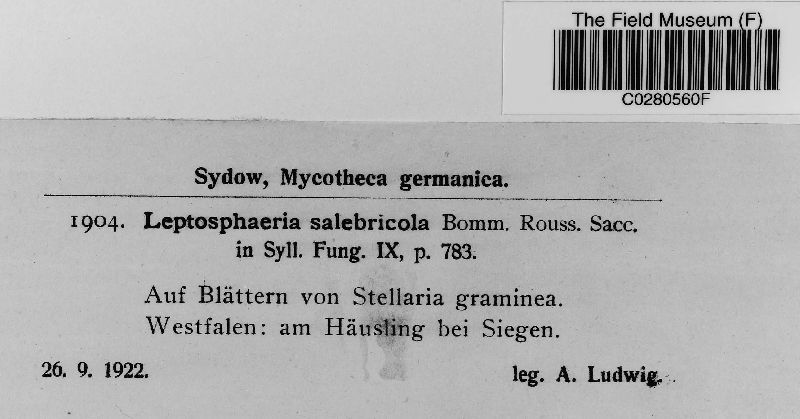 The Field Museum (F)
C0280560F
Sydow, Mycotheca germanica.
1904. Leptosphaeria salebricola Bomm. Rouss. Sacc.
in Syll. Fung. IX, p. 783.
Auf Blättern von Stellaria graminea.
Westfalen: am Häusling bei Siegen.
26. 9. 1922.
leg. A. Ludwig.